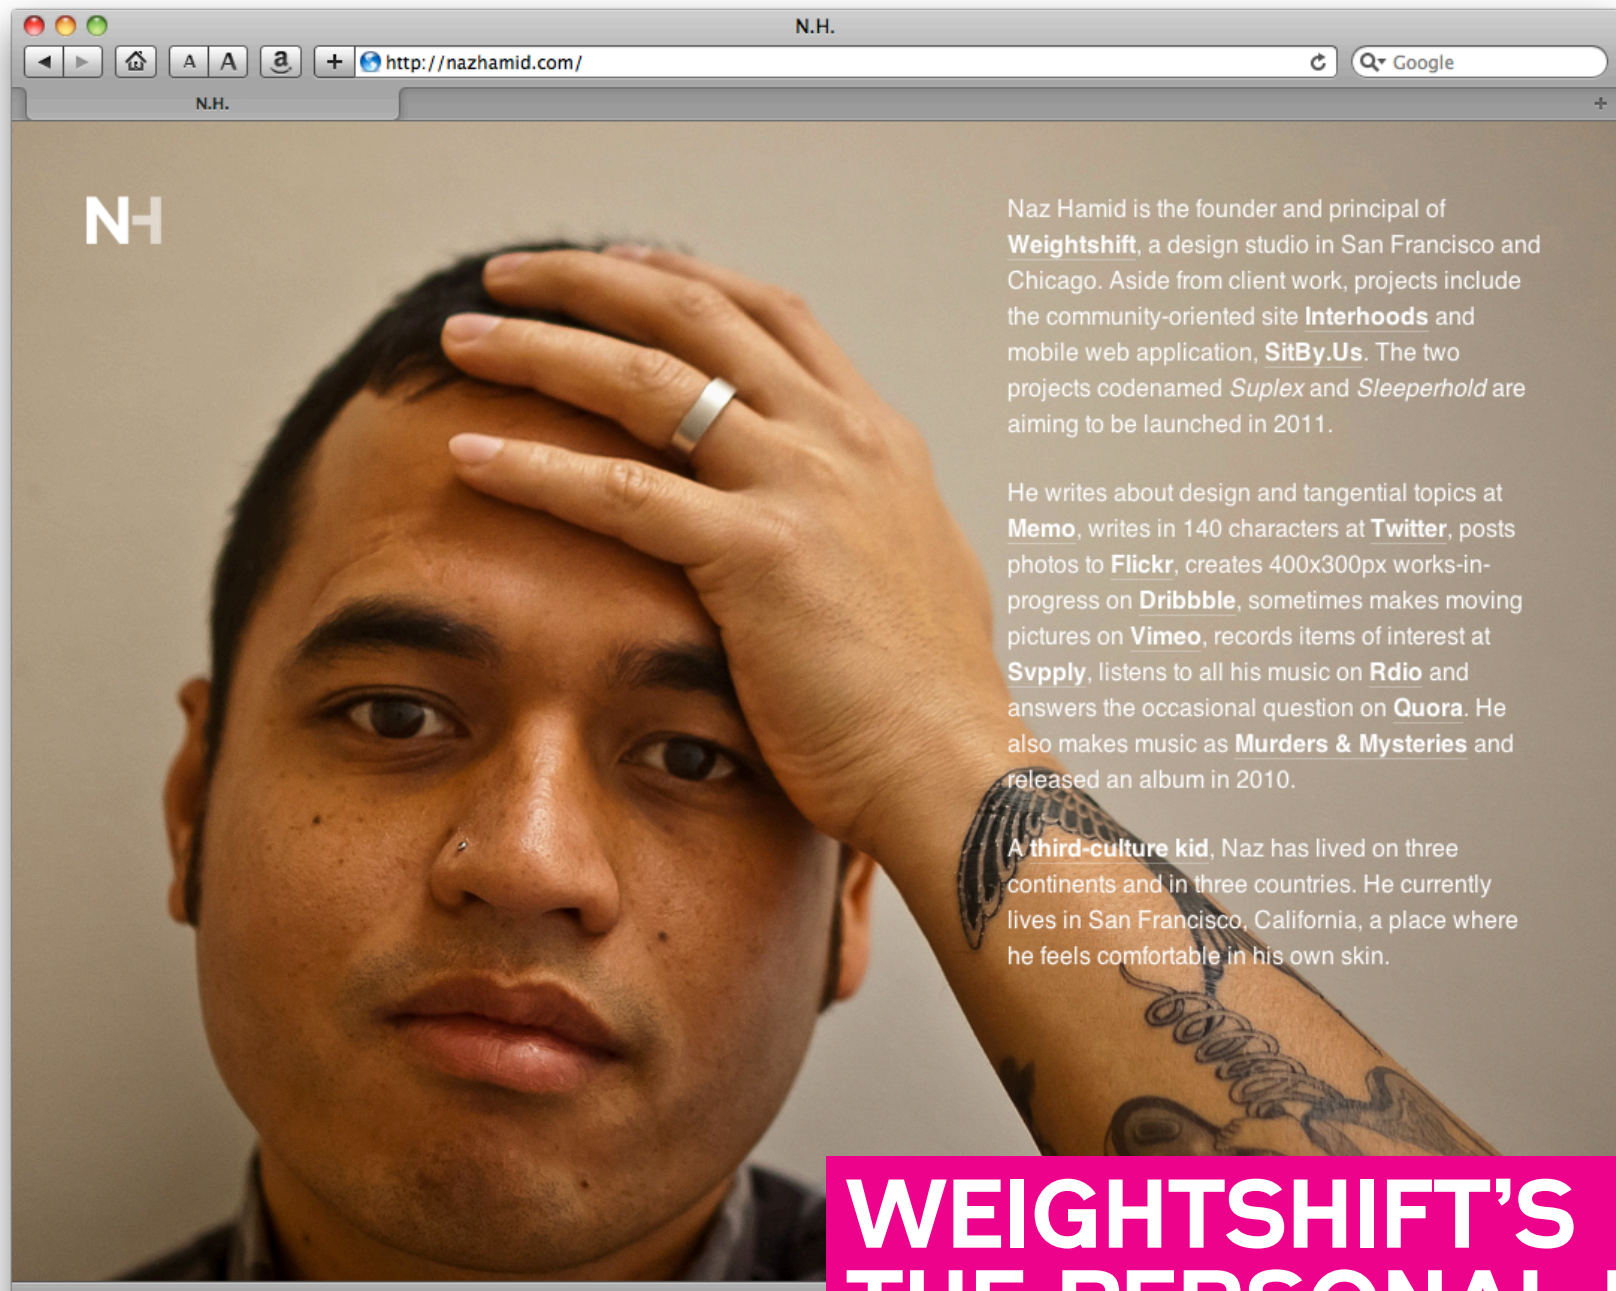 N.H.
A A a
http://nazhamid.com/
Google
N.H.
NH
Naz Hamid is the founder and principal of
Weightshift, a design studio in San Francisco and
Chicago. Aside from client work, projects include
the community-oriented site Interhoods and
mobile web application, SitBy.Us. The two
projects codenamed Suplex and Sleeperhold are
aiming to be launched in 2011.
He writes about design and tangential topics at
Memo, writes in 140 characters at Twitter, posts
photos to Flickr, creates 400x300px works-in-
progress on Dribbble, sometimes makes moving
pictures on Vimeo, records items of interest at
Svpply, listens to all his music on Rdio and
answers the occasional question on Quora. He
also makes music as Murders & Mysteries and
released an album in 2010.
A third-culture kid, Naz has lived on three
continents and in three countries. He currently
lives in San Francisco, California, a place where
he feels comfortable in his own skin.
WEIGHTSHIFT’S
THE PERSONAL